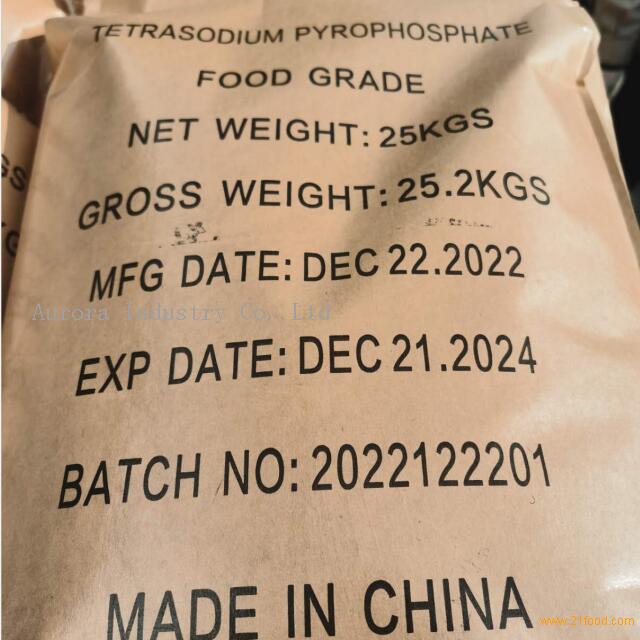 TETRASODIUM PYROPHOSPHATE
FOOD GRADE
NET WEIGHT: 25KGS
GROSS WEIGHT: 25.2KGS
MFG DATE: DEC 22.2022
Aurora Industry Co., Ltd
EXP DATE: DEC 21.2024
BATCH NO: 2022122201
MADE IN CHINA
www.21food.com